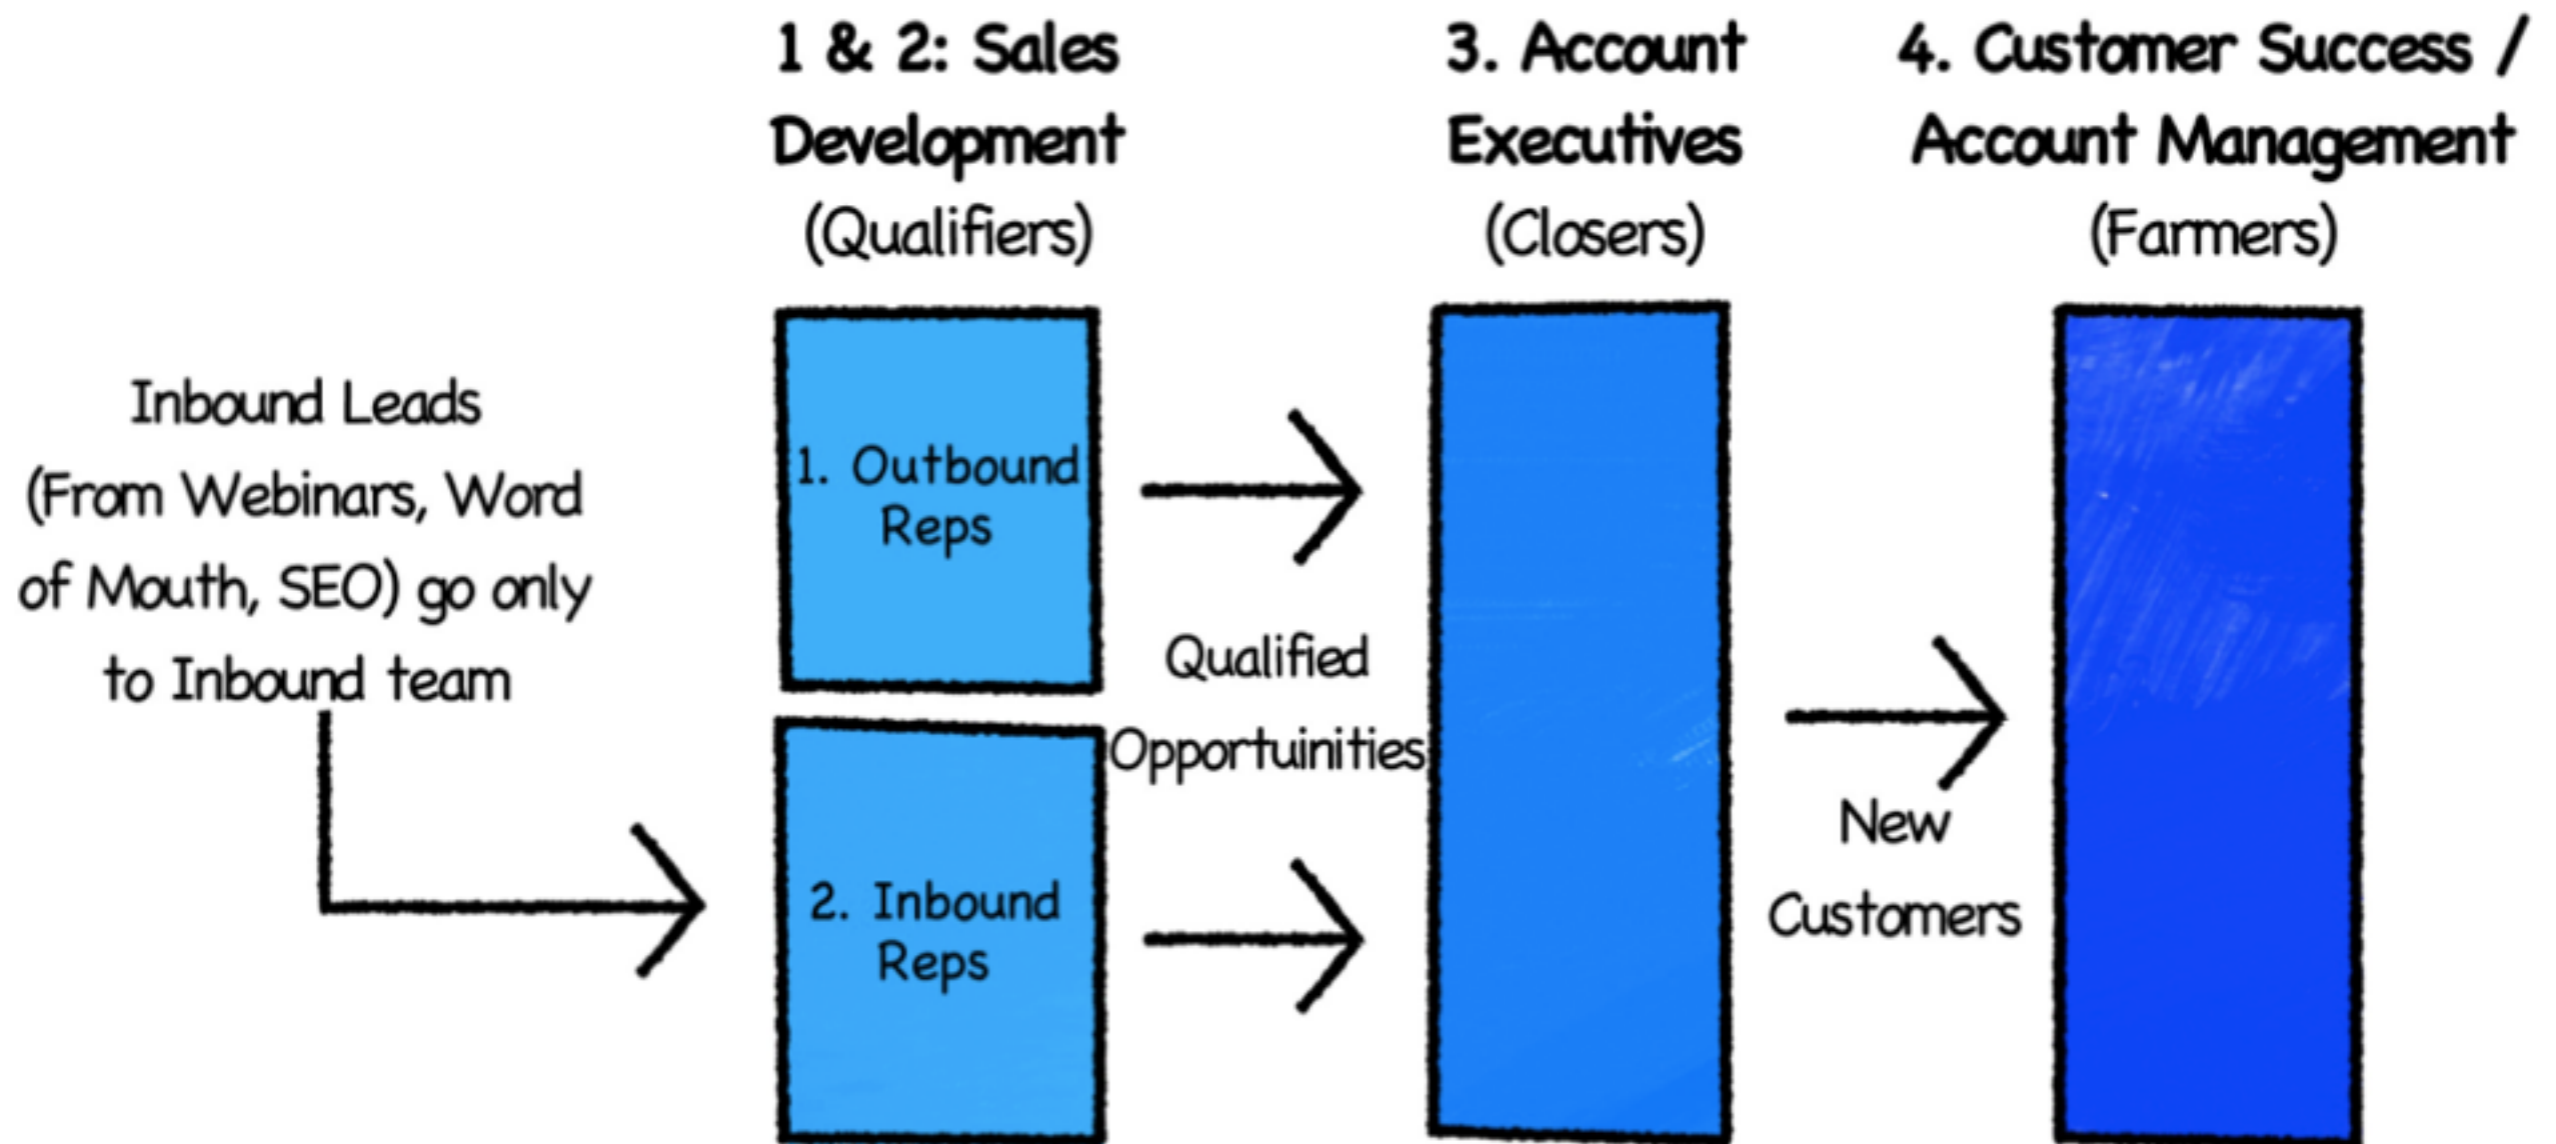 1 & 2: Sales
Development
(Qualifiers)
3. Account
Executives
(Closers)
4. Customer Success /
Account Management
(Farmers)
Inbound Leads
(From Webinars, Word
of Mouth, SEO) go only
to Inbound team
1. Outbound
Reps
2. Inbound
Reps
Qualified
Opportuinities
New
Customers